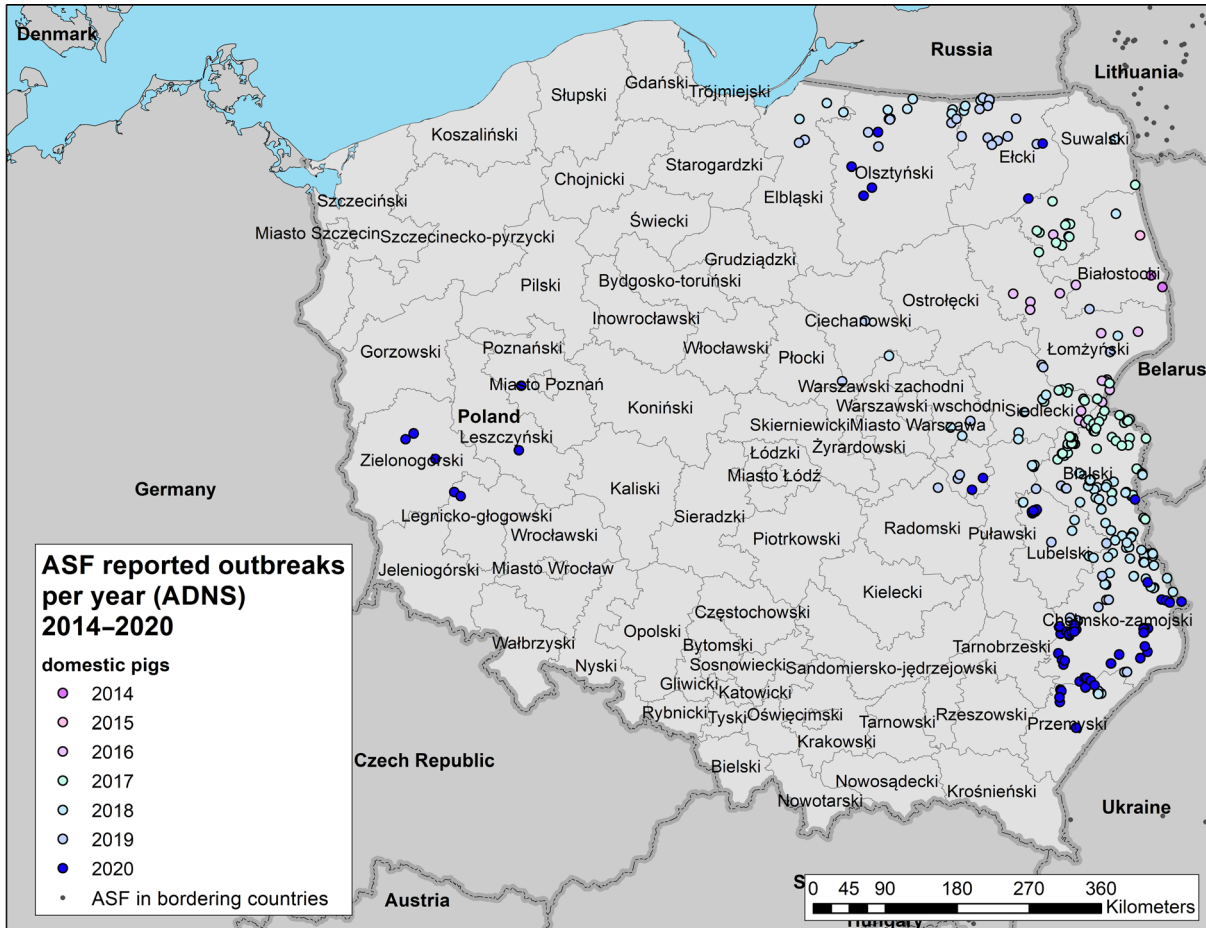 Denmark
Russia
Lithuania
Gdański
Trójmiejski
Słupski
Koszaliński
Suwalski
Starogardzki
Ełcki
Chojnicki
Olsztyński
Elbląski
Szczeciński
Świecki
Miasto Szczecin
Szczecinecko-pyrzycki
Grudziądzki
Białostocki
Bydgosko-toruński
Pilski
Ostrołęcki
Inowrocławski
Ciechanowski
Gorzowski
Poznański
Włocławski
Płocki
Łomżyński
Belarus
Miasto Poznań
Warszawski zachodni
Koniński
Warszawski wschodni
Siedlecki
Poland
Skierniewicki
Miasto Warszawa
Leszczyński
Żyrardowski
Łódzki
Zielonogórski
Miasto Łódź
Bialski
Germany
Kaliski
Legnicko-głogowski
Sieradzki
Radomski
Puławski
Wrocławski
Piotrkowski
Lubelski
Jeleniogórski
Miasto Wrocław
Kielecki
Częstochowski
Chełmsko-zamojski
Opolski
Wałbrzyski
Bytomski
Tarnobrzeski
Nyski
Sosnowiecki
Sandomiersko-jędrzejowski
Gliwicki
Katowicki
Rybnicki
Tyski
Oświęcimski
Tarnowski
Rzeszowski
Przemyski
Krakowski
Czech Republic
Bielski
Nowosądecki
Krośnieński
Nowotarski
Ukraine
Austria
Hungary
ASF reported outbreaks
per year (ADNS)
2014–2020
domestic pigs
2014
2015
2016
2017
2018
2019
2020
ASF in bordering countries
0 45 90 180 270 360
Kilometers